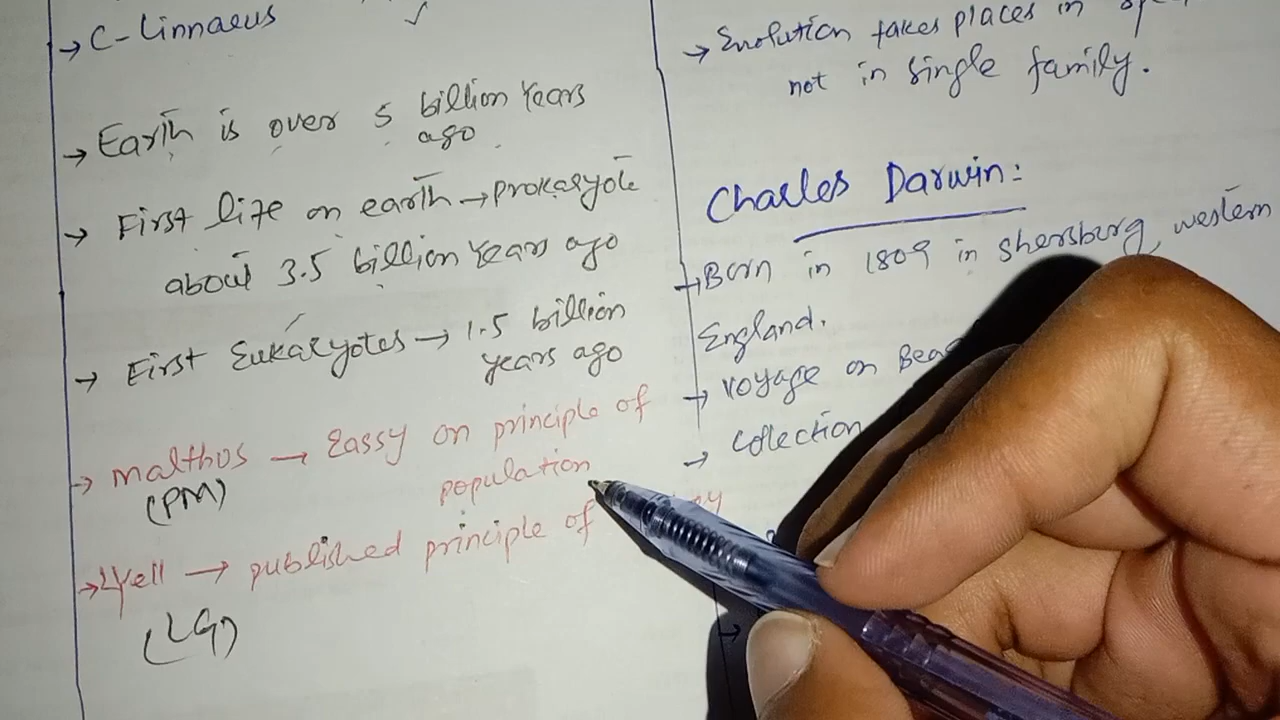 → C-linnaeus
→ Earth is over 5 billion years
ago
→ First life on earth → prokaryote
about 3.5 billion years ago
→ First Eukaryotes → 1.5 billion
years ago
→ malthus → Eassy on principle of
(PM)
population
→ Lyell → published principle of
(LG)
→ Evolution takes places in
not in single family.
Charles Darwin:
→ Born in 1809 in shersburg, western
England.
→ voyage on Bea
→ collection